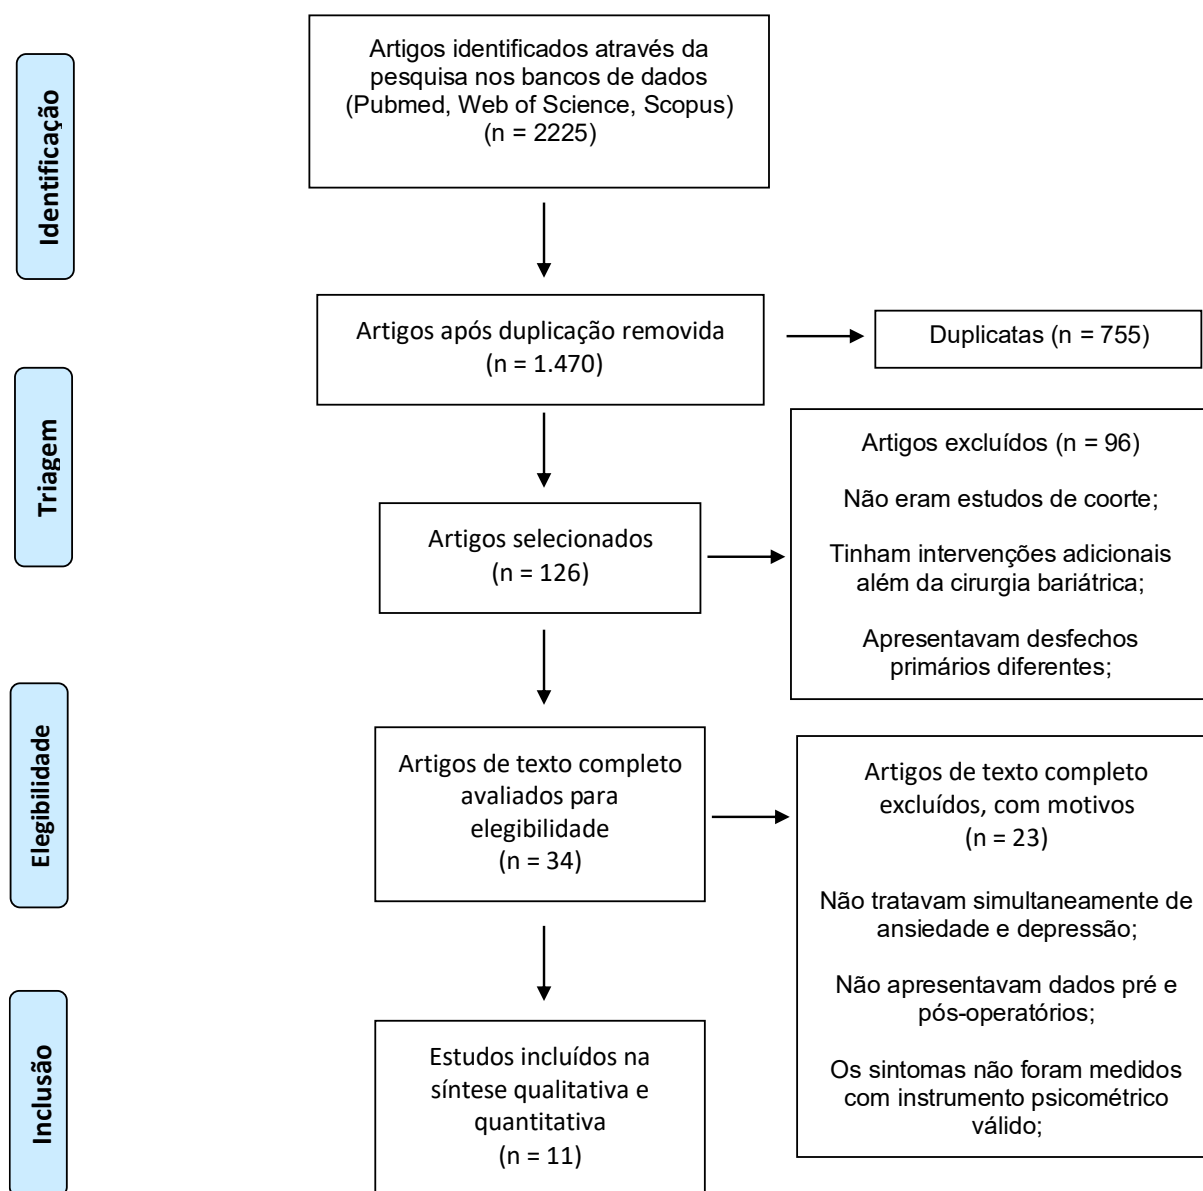 Identificação
Artigos identificados através da
pesquisa nos bancos de dados
(Pubmed, Web of Science, Scopus)
(n = 2225)
Artigos após duplicação removida
(n = 1.470)
Duplicatas (n = 755)
Triagem
Artigos selecionados
(n = 126)
Artigos excluídos (n = 96)
Não eram estudos de coorte;
Tinham intervenções adicionais
além da cirurgia bariátrica;
Apresentavam desfechos
primários diferentes;
Elegibilidade
Artigos de texto completo
avaliados para
elegibilidade
(n = 34)
Artigos de texto completo
excluídos, com motivos
(n = 23)
Não tratavam simultaneamente de
ansiedade e depressão;
Não apresentavam dados pré e
pós-operatórios;
Os sintomas não foram medidos
com instrumento psicométrico
válido;
Inclusão
Estudos incluídos na
síntese qualitativa e
quantitativa
(n = 11)